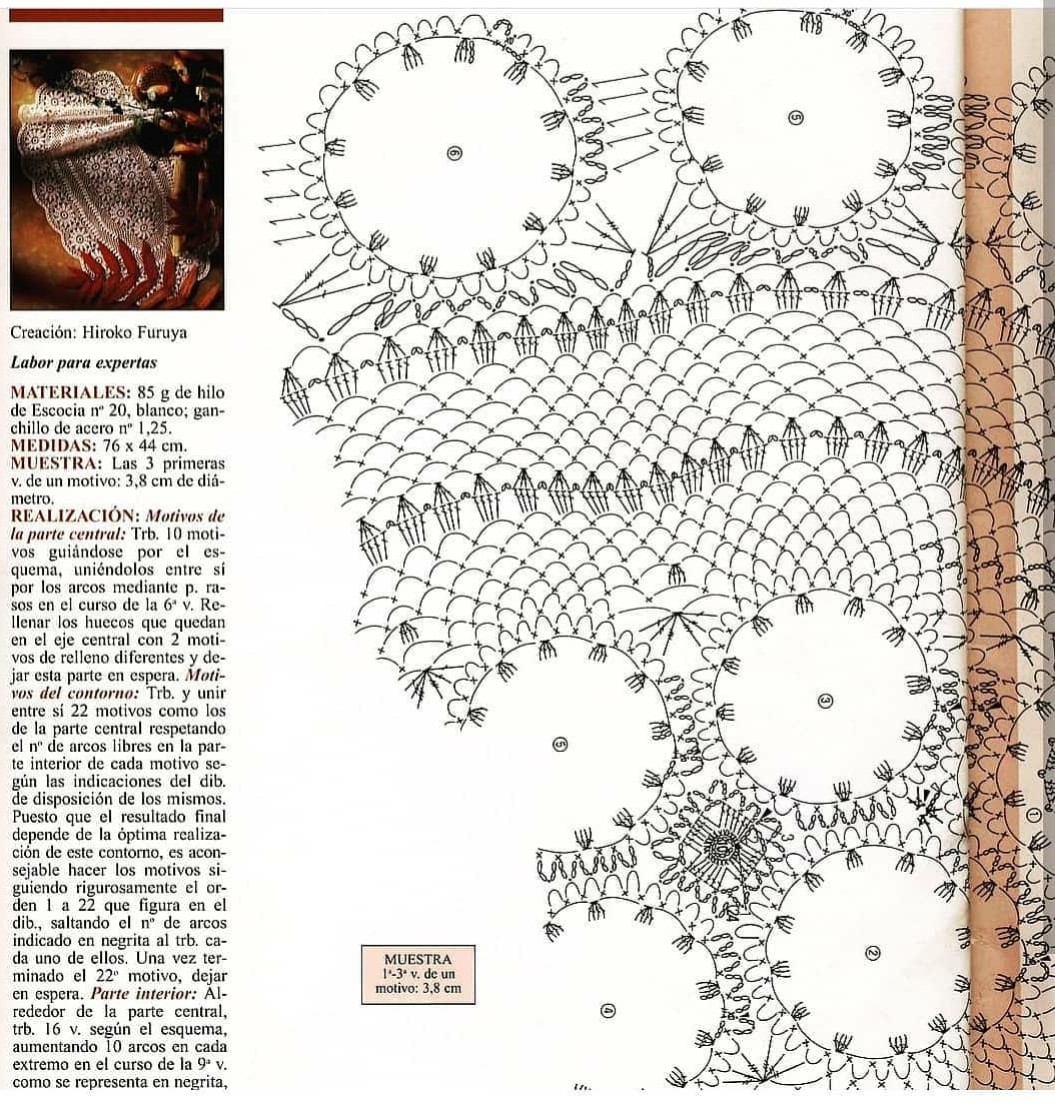 Creación: Hiroko Furuya
Labor para expertas
MATERIALES: 85 g de hilo
de Escocia nº 20, blanco; gan-
chillo de acero nº 1,25.
MEDIDAS: 76 x 44 cm.
MUESTRA: Las 3 primeras
v. de un motivo: 3,8 cm de diá-
metro.
REALIZACIÓN: Motivos de
la parte central: Trb. 10 moti-
vos guiándose por el es-
quema, uniéndolos entre sí
por los arcos mediante p. ra-
sos en el curso de la 6ª v. Re-
llenar los huecos que quedan
en el eje central con 2 moti-
vos de relleno diferentes y de-
jar esta parte en espera. Moti-
vos del contorno: Trb. y unir
entre sí 22 motivos como los
de la parte central respetando
el nº de arcos libres en la par-
te interior de cada motivo se-
gún las indicaciones del dib.
de disposición de los mismos.
Puesto que el resultado final
depende de la óptima realiza-
ción de este contorno, es acon-
sejable hacer los motivos si-
guiendo rigurosamente el or-
den 1 a 22 que figura en el
dib., saltando el nº de arcos
indicado en negrita al trb. ca-
da uno de ellos. Una vez ter-
minado el 22º motivo, dejar
en espera. Parte interior: Al-
rededor de la parte central,
trb. 16 v. según el esquema,
aumentando 10 arcos en cada
extremo en el curso de la 9ª v.
como se representa en negrita,
6
5
5
3
1
2
4
MUESTRA
1ª-3ª v. de un
motivo: 3,8 cm